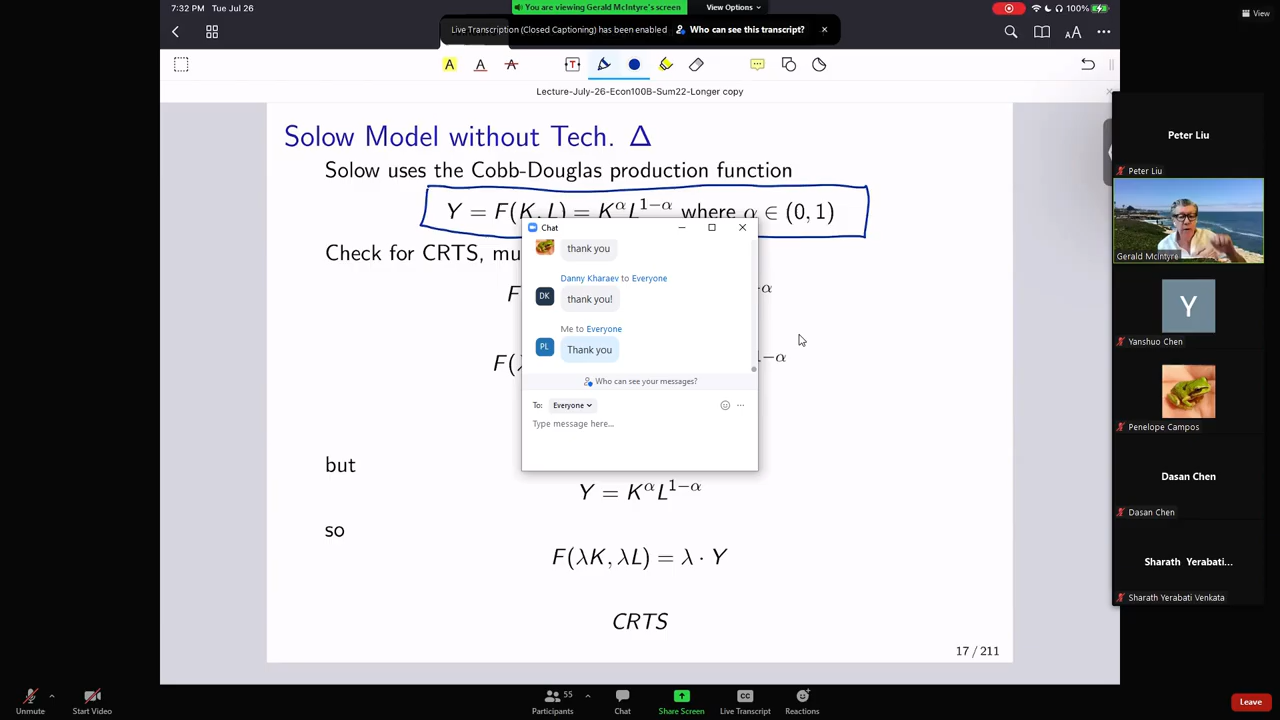 7:32 PM Tue Jul 26
You are viewing Gerald McIntyre's screen
View Options
100%
View
Live Transcription (Closed Captioning) has been enabled
Who can see this transcript?
A A A T AA
Lecture-July-26-Econ100B-Sum22-Longer copy
Solow Model without Tech. Δ
Solow uses the Cobb-Douglas production function
Y = F(K, L) = K^α L^{1−α} where α ∈ (0, 1)
Check for CRTS, mu
F
−α
F(λ
1−α
but
Y = K^α L^{1−α}
so
F(λK, λL) = λ · Y
CRTS
17 / 211
Chat
thank you
Danny Kharaev to Everyone
DK
thank you!
Me to Everyone
PL
Thank you
Who can see your messages?
To: Everyone
Type message here...
Peter Liu
Peter Liu
Gerald McIntyre
Y
Yanshuo Chen
Penelope Campos
Dasan Chen
Dasan Chen
Sharath Yerabati...
Sharath Yerabati Venkata
Unmute
Start Video
55
Participants
Chat
Share Screen
CC
Live Transcript
Reactions
Leave